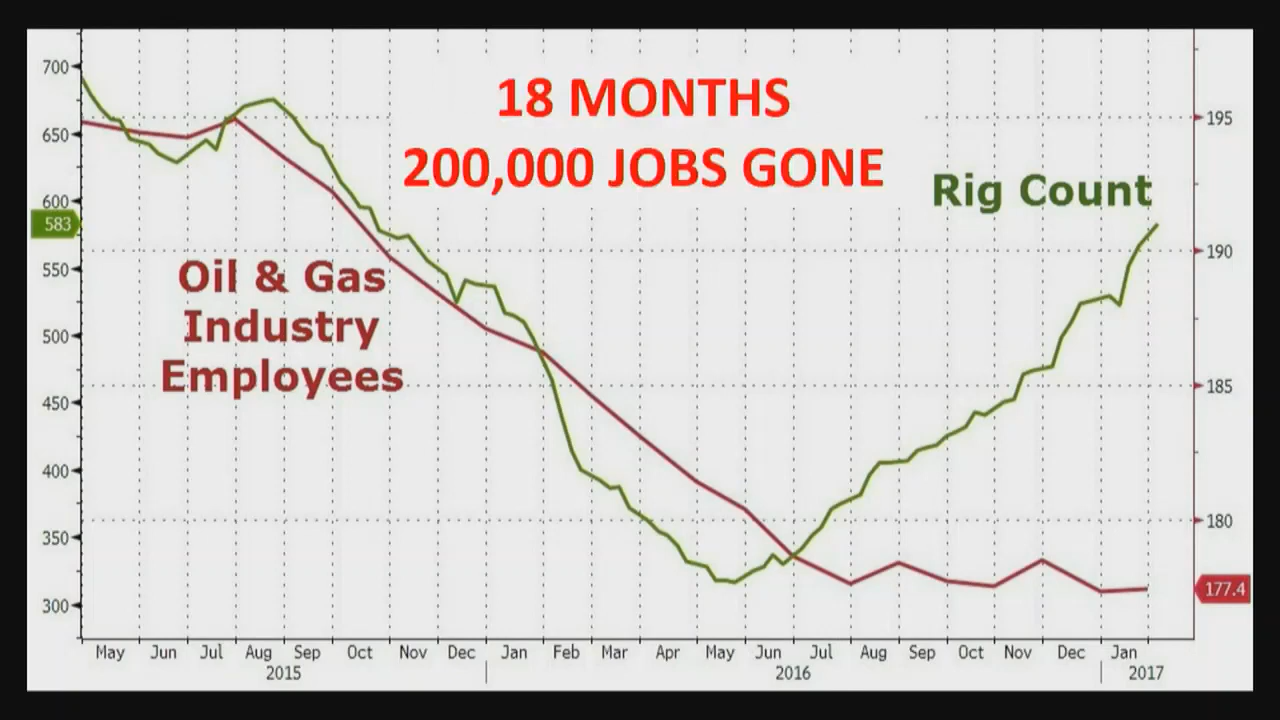 18 MONTHS
200,000 JOBS GONE
Rig Count
Oil & Gas
Industry
Employees
700
650
600
583
550
500
450
400
350
300
195
190
185
180
177.4
May Jun Jul Aug Sep Oct Nov Dec Jan Feb Mar Apr May Jun Jul Aug Sep Oct Nov Dec Jan
2015 2016 2017